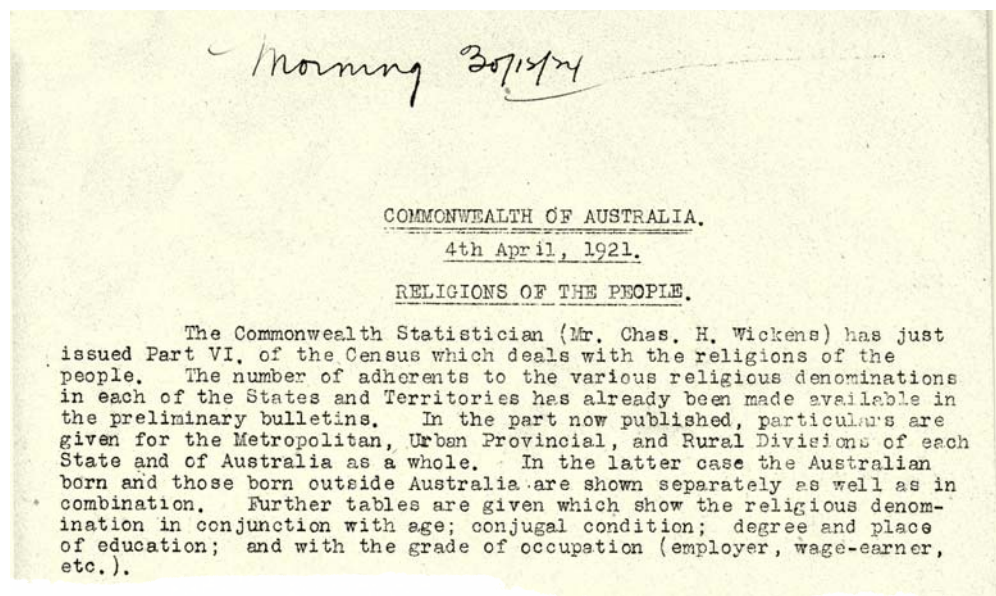 Morning 30/12/24
COMMONWEALTH OF AUSTRALIA.
4th April, 1921.
RELIGIONS OF THE PEOPLE.
The Commonwealth Statistician (Mr. Chas. H. Wickens) has just
issued Part VI. of the Census which deals with the religions of the
people. The number of adherents to the various religious denominations
in each of the States and Territories has already been made available in
the preliminary bulletins. In the part now published, particulars are
given for the Metropolitan, Urban Provincial, and Rural Divisions of each
State and of Australia as a whole. In the latter case the Australian
born and those born outside Australia are shown separately as well as in
combination. Further tables are given which show the religious denom-
ination in conjunction with age; conjugal condition; degree and place
of education; and with the grade of occupation (employer, wage-earner,
etc.).